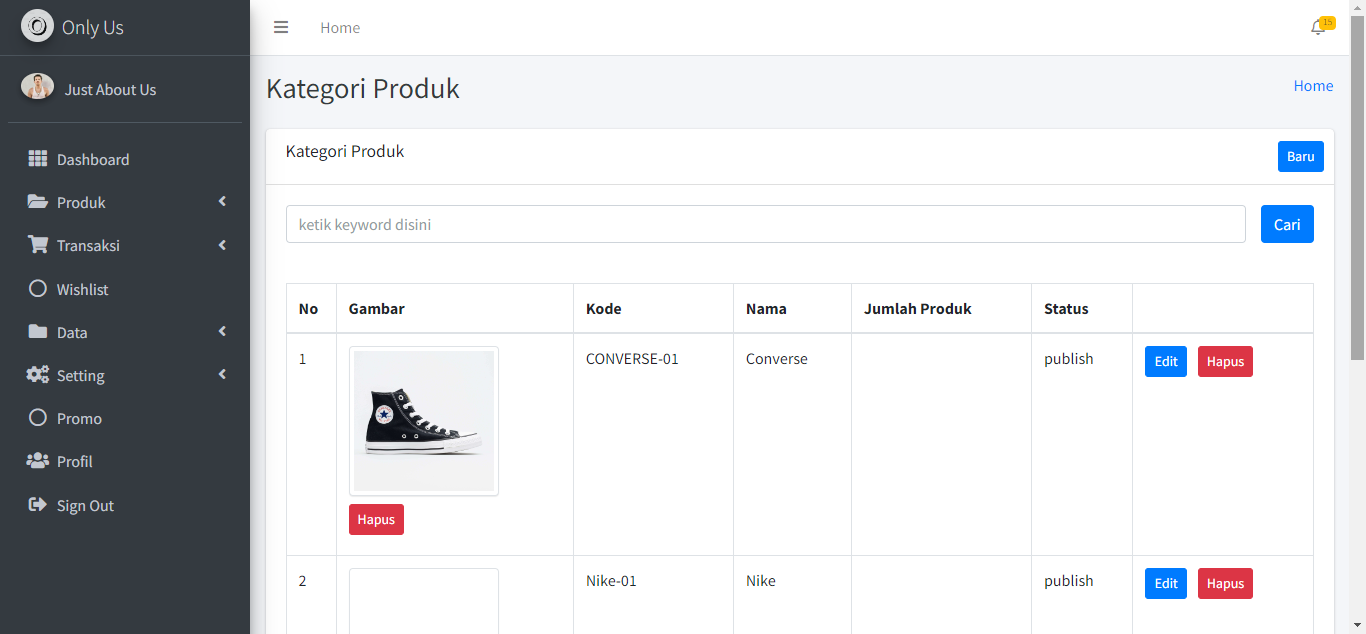 Only Us
Home
15
Just About Us
Kategori Produk
Home
Dashboard
Produk
Transaksi
Wishlist
Data
Setting
Promo
Profil
Sign Out
Kategori Produk
Baru
ketik keyword disini
Cari
No Gambar Kode Nama Jumlah Produk Status
1 CONVERSE-01 Converse publish Edit Hapus
Hapus
2 Nike-01 Nike publish Edit Hapus